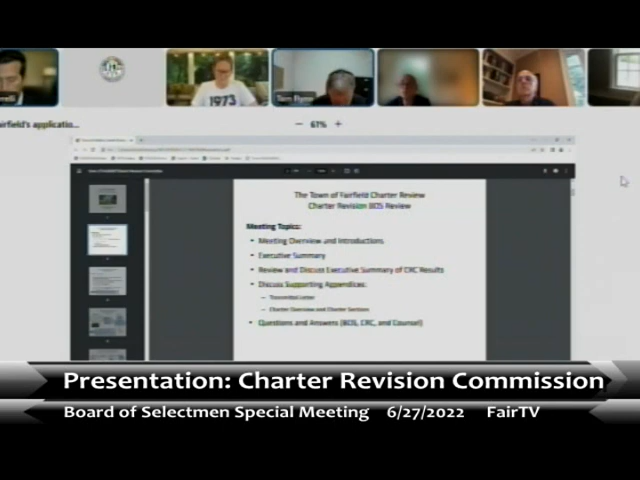 1973
airfield's applicatio...
— 61% +
The Town of Fairfield Charter Review
Charter Revision BOS Review
Meeting Topics:
• Meeting Overview and Introductions
• Executive Summary
• Review and Discuss Executive Summary of CRC Results
• Discuss Supporting Appendices:
– Transmittal Letter
– Charter Overview and Charter Sections
• Questions and Answers (BOS, CRC, and Counsel)
Presentation: Charter Revision Commission
Board of Selectmen Special Meeting 6/27/2022 FairTV